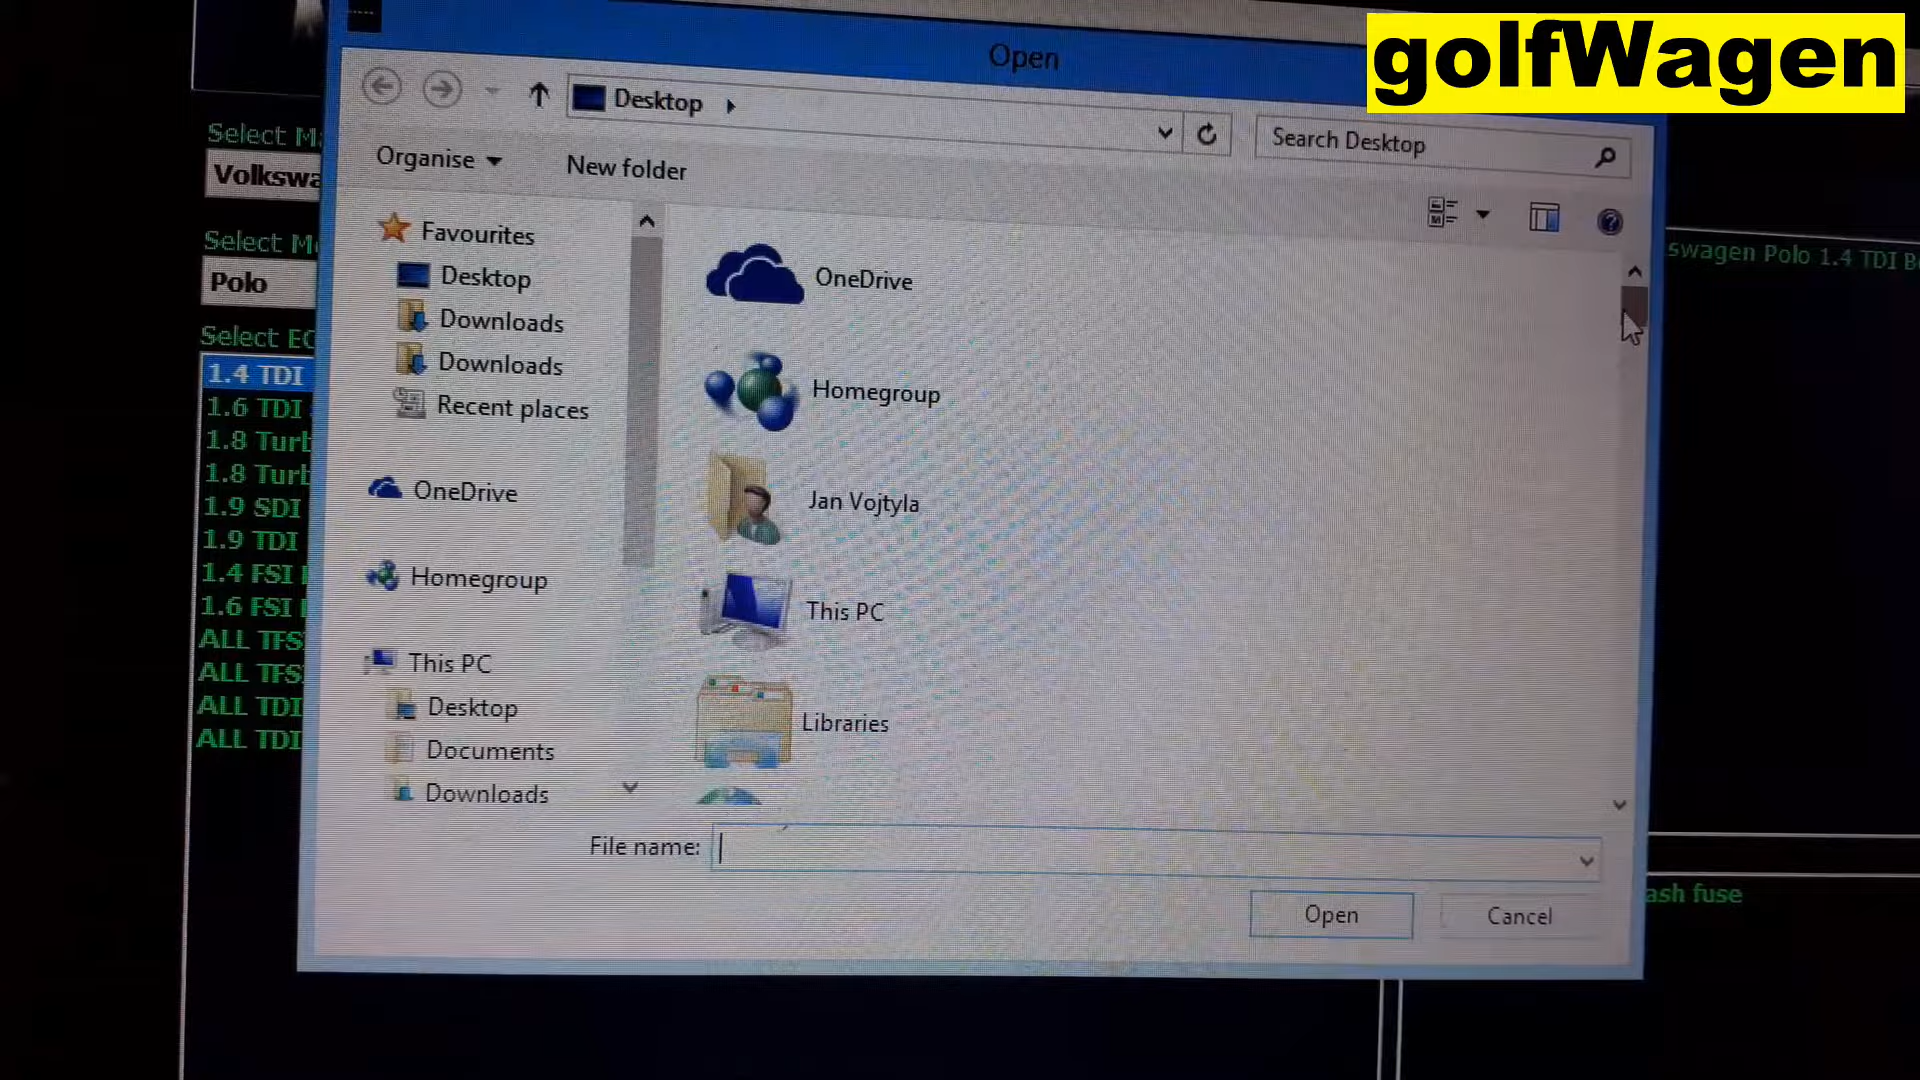 golfWagen
Open
Desktop
Search Desktop
Organise
New folder
Favourites
Desktop
Downloads
Downloads
Recent places
OneDrive
Homegroup
This PC
Desktop
Documents
Downloads
OneDrive
Homegroup
Jan Vojtyla
This PC
Libraries
File name:
Open
Cancel
Select Ma
Volkswa
Select Mo
Polo
Select EC
1.4 TDI
1.6 TDI
1.8 Turb
1.8 Turb
1.9 SDI
1.9 TDI
1.4 FSI
1.6 FSI
ALL TFS
ALL TFS
ALL TDI
ALL TDI
swagen Polo 1.4 TDI B
ash fuse